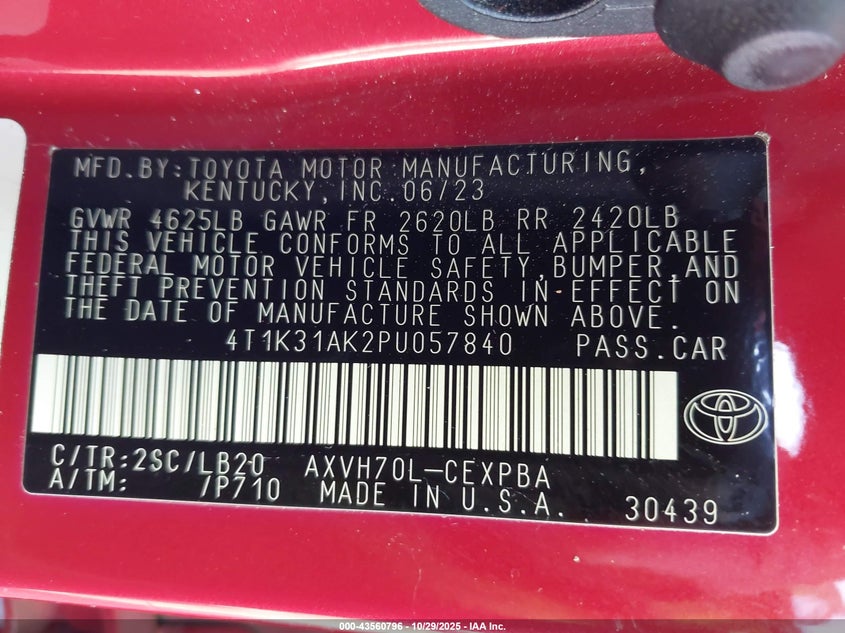 MFD.BY:TOYOTA MOTOR MANUFACTURING,
KENTUCKY,INC.06/23
GVWR 4625LB GAWR FR 2620LB RR 2420LB
THIS VEHICLE CONFORMS TO ALL APPLICABLE
FEDERAL MOTOR VEHICLE SAFETY,BUMPER,AND
THEFT PREVENTION STANDARDS IN EFFECT ON
THE DATE OF MANUFACTURE SHOWN ABOVE.
4T1K31AK2PU057840 PASS.CAR
C/TR:2SC/LB20 AXVH70L-CEXPBA
A/TM: /P710 MADE IN U.S.A. 30439
000-43560796 | 10/29/2025 - IAA Inc.